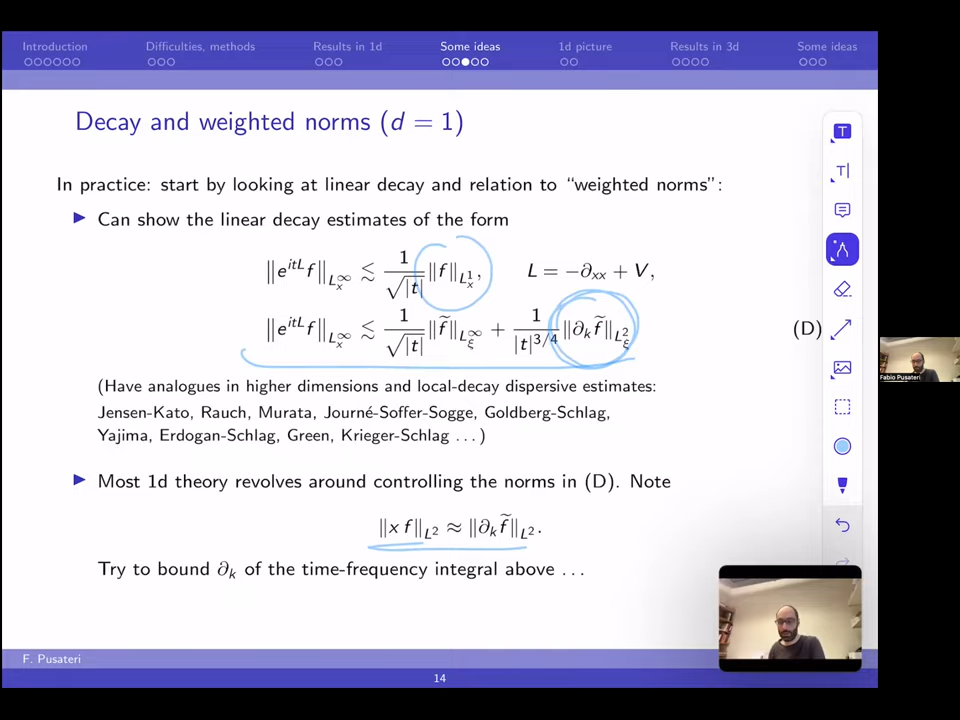 Introduction Difficulties, methods Results in 1d Some ideas 1d picture Results in 3d Some ideas
Decay and weighted norms (d = 1)
In practice: start by looking at linear decay and relation to “weighted norms”:
▶ Can show the linear decay estimates of the form
‖e^{itL} f‖_{L^∞_x} ≲ 1/√|t| ‖f‖_{L^1_x}, L = −∂_{xx} + V,
‖e^{itL} f‖_{L^∞_x} ≲ 1/√|t| ‖f̃‖_{L^∞_ξ} + 1/|t|^{3/4} ‖∂_k f̃‖_{L^2_ξ} (D)
(Have analogues in higher dimensions and local-decay dispersive estimates:
Jensen-Kato, Rauch, Murata, Journé-Soffer-Sogge, Goldberg-Schlag,
Yajima, Erdogan-Schlag, Green, Krieger-Schlag ... )
▶ Most 1d theory revolves around controlling the norms in (D). Note
‖x f‖_{L^2} ≈ ‖∂_k f̃‖_{L^2}.
Try to bound ∂_k of the time-frequency integral above ...
F. Pusateri
14
T
T
Fabio Pusateri